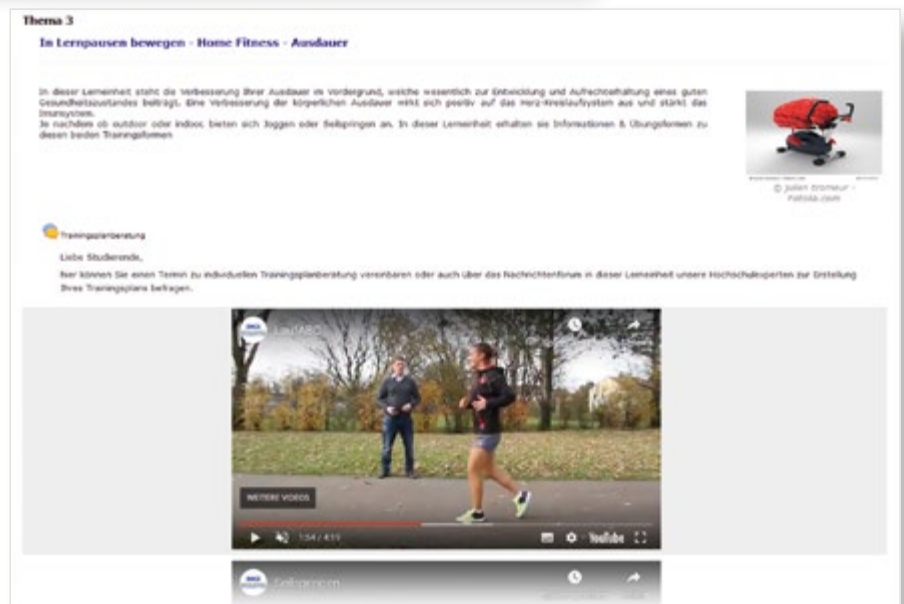 Thema 3
In Lernpausen bewegen - Home Fitness - Ausdauer
In dieser Lerneinheit steht die Verbesserung Ihrer Ausdauer im Vordergrund, welche wesentlich zur Entwicklung und Aufrechterhaltung eines guten
Gesundheitszustandes beiträgt. Eine Verbesserung der körperlichen Ausdauer wirkt sich positiv auf das Herz-Kreislaufsystem aus und stärkt das
Imunsystem.
Je nachdem ob outdoor oder indoor, bieten sich Joggen oder Seilspringen an. In dieser Lerneinheit erhalten sie Informationen & Übungsformen zu
diesen beiden Trainingsformen
© Julien Eromeur -
Fotolia.com
Trainingsplanberatung
Liebe Studierende,
hier können Sie einen Termin zu individuellen Trainingsplanberatung vereinbaren oder auch über das Nachrichtenforum in dieser Lerneinheit unsere Hochschulexperten zur Erstellung
Ihres Trainingsplans befragen.
LaufABC
WEITERE VIDEOS
1:54 / 4:19
YouTube